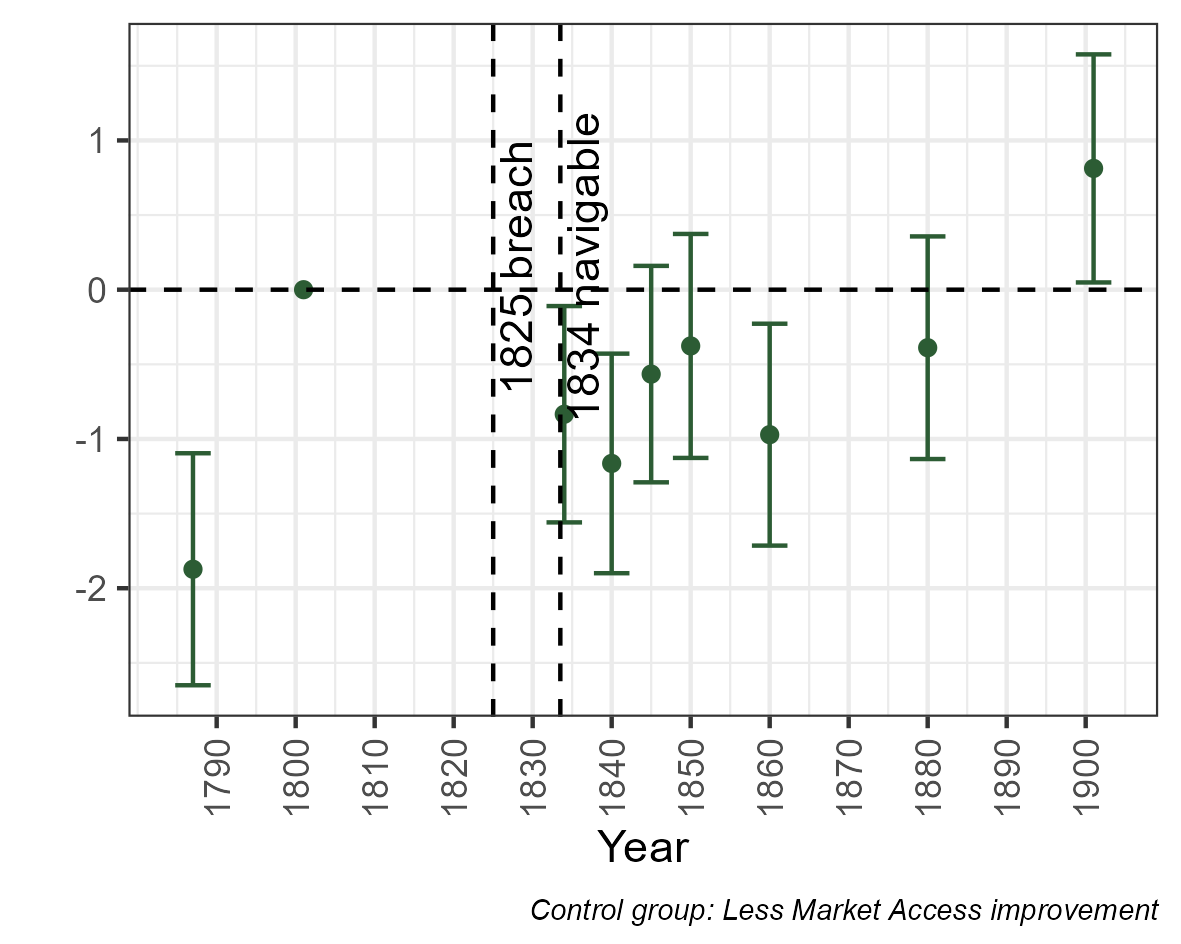 1
0
-1
-2
1825 breach
1834 navigable
1790 1800 1810 1820 1830 1840 1850 1860 1870 1880 1890 1900
Year
Control group: Less Market Access improvement